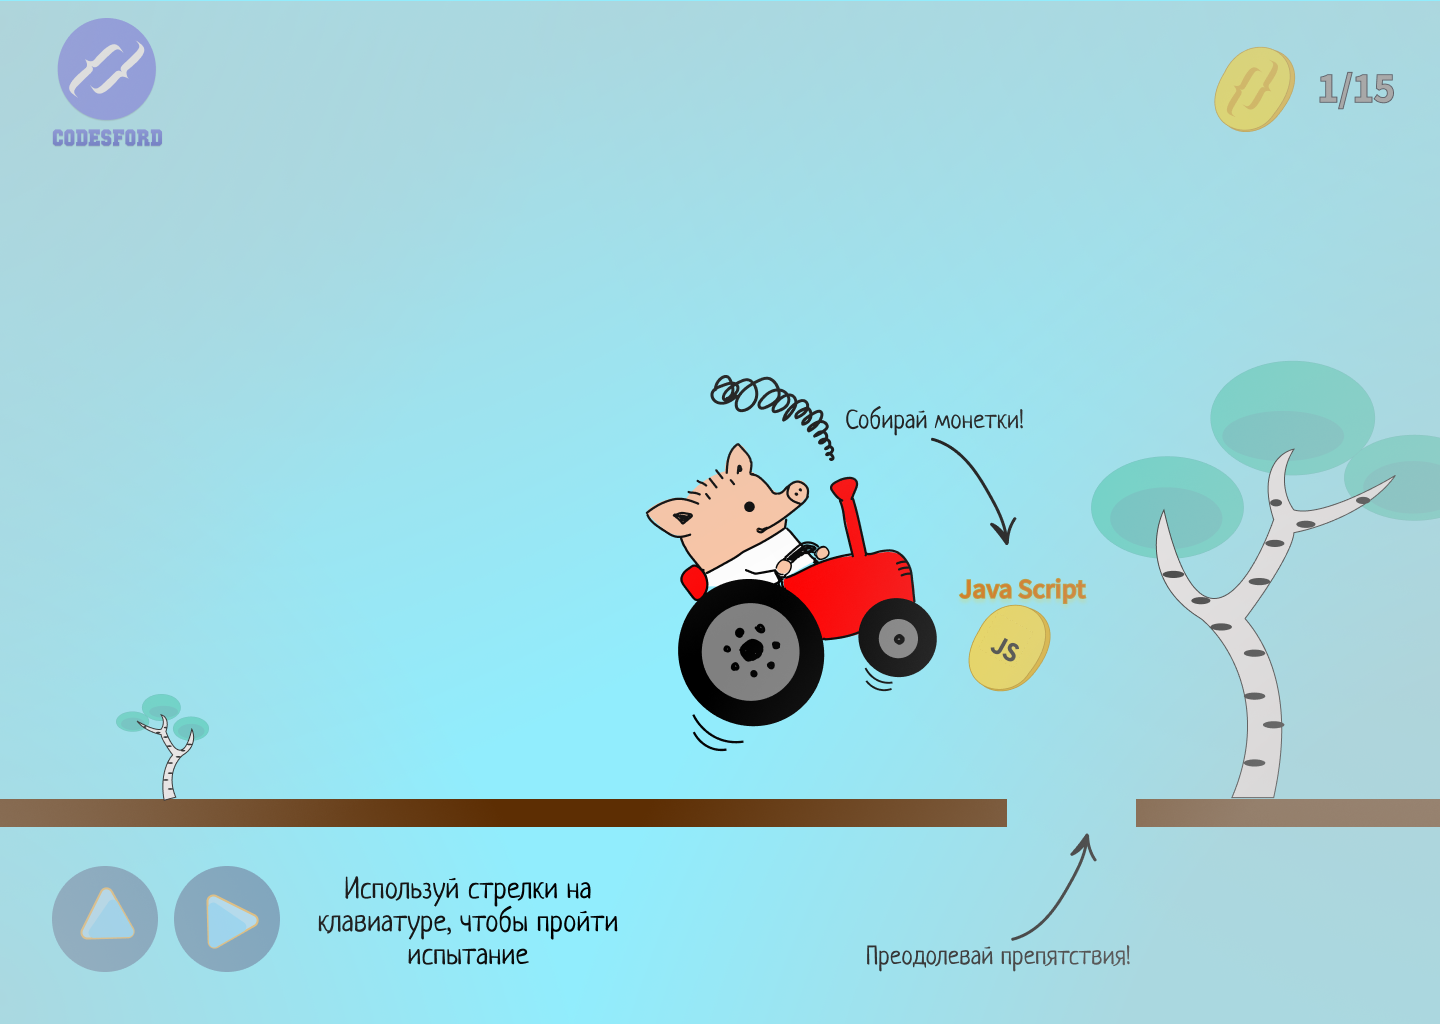 CODESFORD
1/15
Собирай монетки!
Java Script
JS
Используй стрелки на
клавиатуре, чтобы пройти
испытание
Преодолевай препятствия!